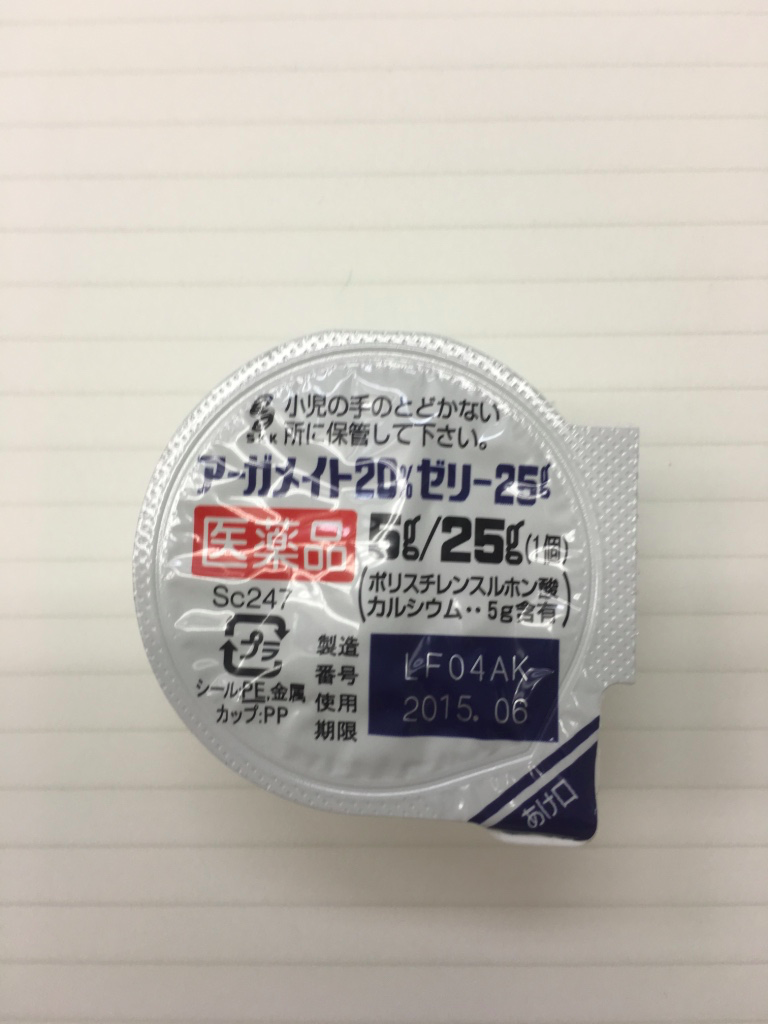 小児の手のとどかない
SKK 所に保管して下さい。
アーガメイト20%ゼリー25g
医薬品 5g/25g(1個)
(ポリスチレンスルホン酸
カルシウム‥5g含有)
Sc247
プラ
シール:PE,金属
カップ:PP
製造番号 LF04AK
使用期限 2015.06
あけ口